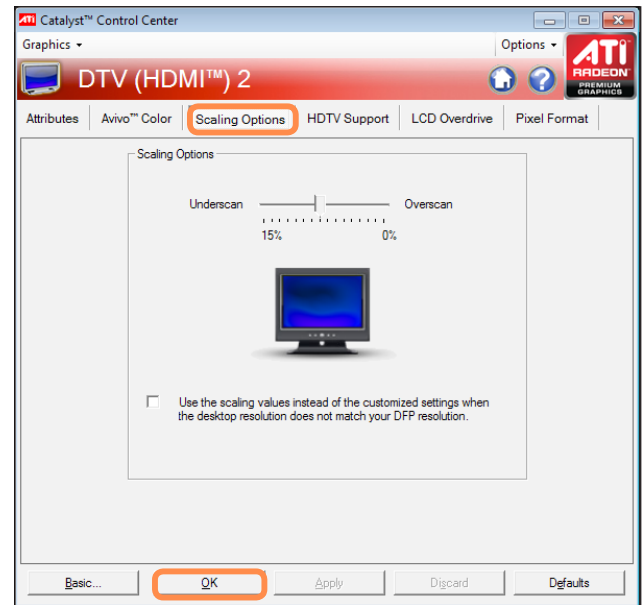 ATI Catalyst™ Control Center
Graphics Options
ATI
RADEON
PREMIUM
GRAPHICS
DTV (HDMI™) 2
Attributes Avivo™ Color Scaling Options HDTV Support LCD Overdrive Pixel Format
Scaling Options
Underscan Overscan
15% 0%
Use the scaling values instead of the customized settings when
the desktop resolution does not match your DFP resolution.
Basic... OK Apply Discard Defaults